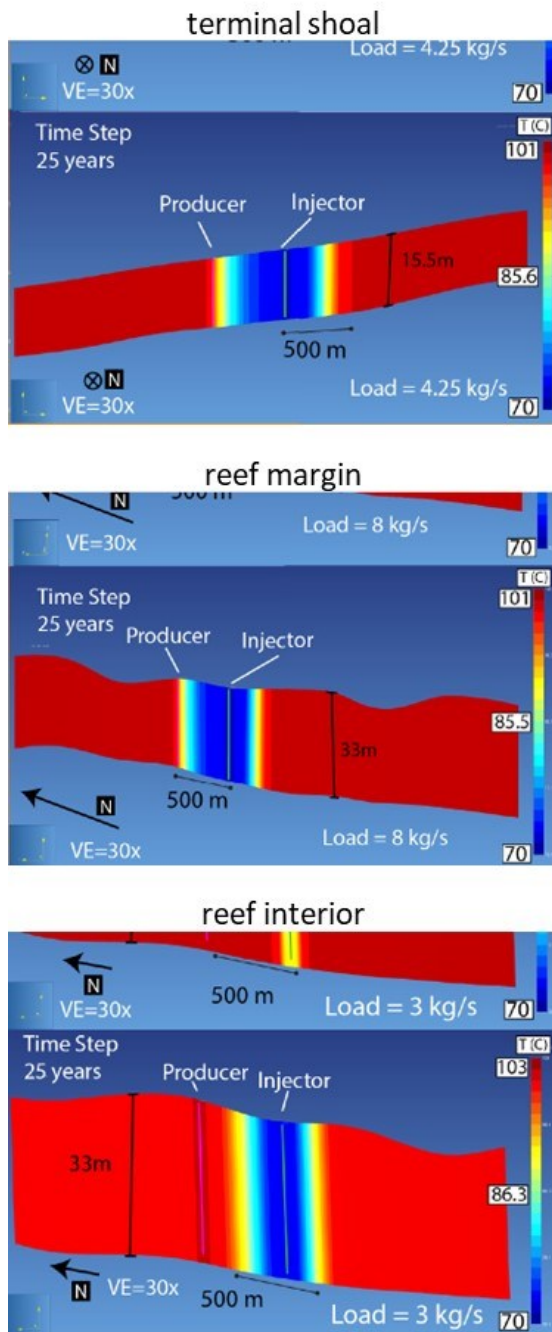 terminal shoal
Load = 4.25 kg/s
N
VE=30x
70
T (C)
Time Step
25 years
101
Producer
Injector
15.5m
85.6
500 m
N
VE=30x
Load = 4.25 kg/s
70
reef margin
N
500 m
Load = 8 kg/s
VE=30x
70
T (C)
Time Step
25 years
101
Producer
Injector
85.5
33m
500 m
N
VE=30x
Load = 8 kg/s
70
reef interior
N
VE=30x
500 m
Load = 3 kg/s
70
Time Step
25 years
T (C)
103
Producer
Injector
33m
86.3
N
VE=30x
500 m
Load = 3 kg/s
70